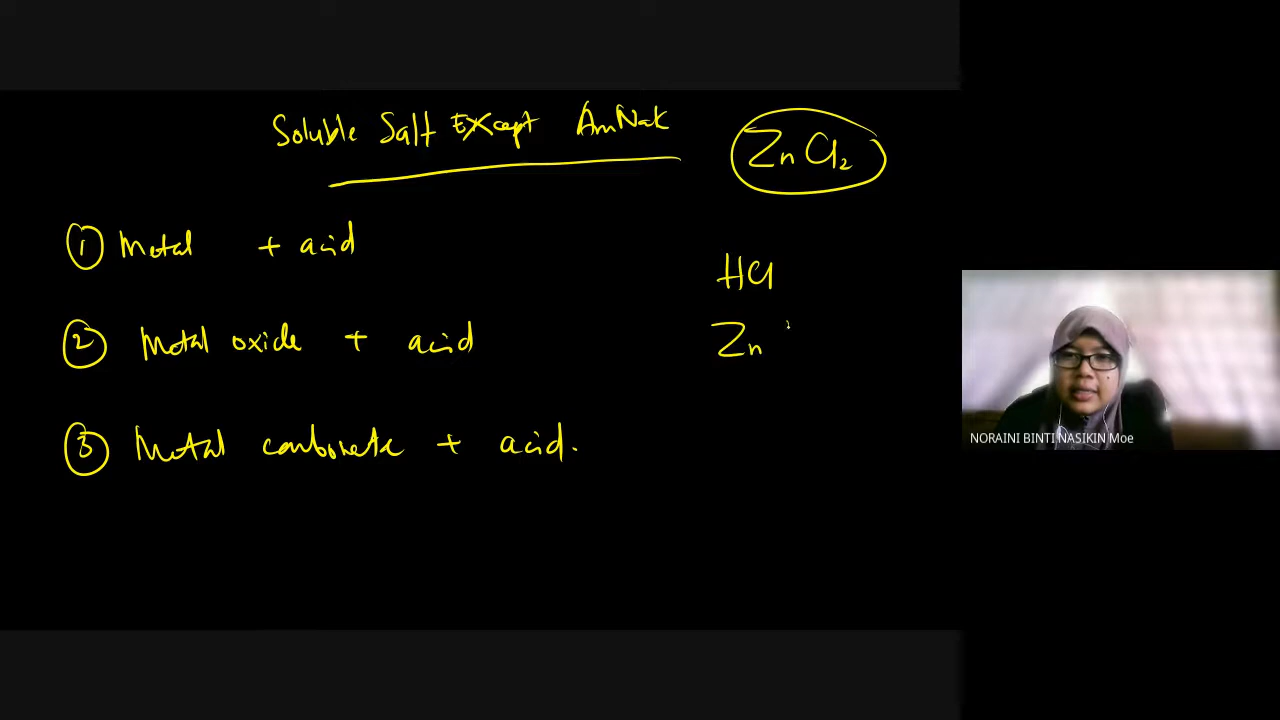 Soluble Salt Except AmNaK
ZnCl₂
① Metal + acid
HCl
② Metal oxide + acid
Zn
③ Metal carbonate + acid.
NORAINI BINTI NASIKIN Moe